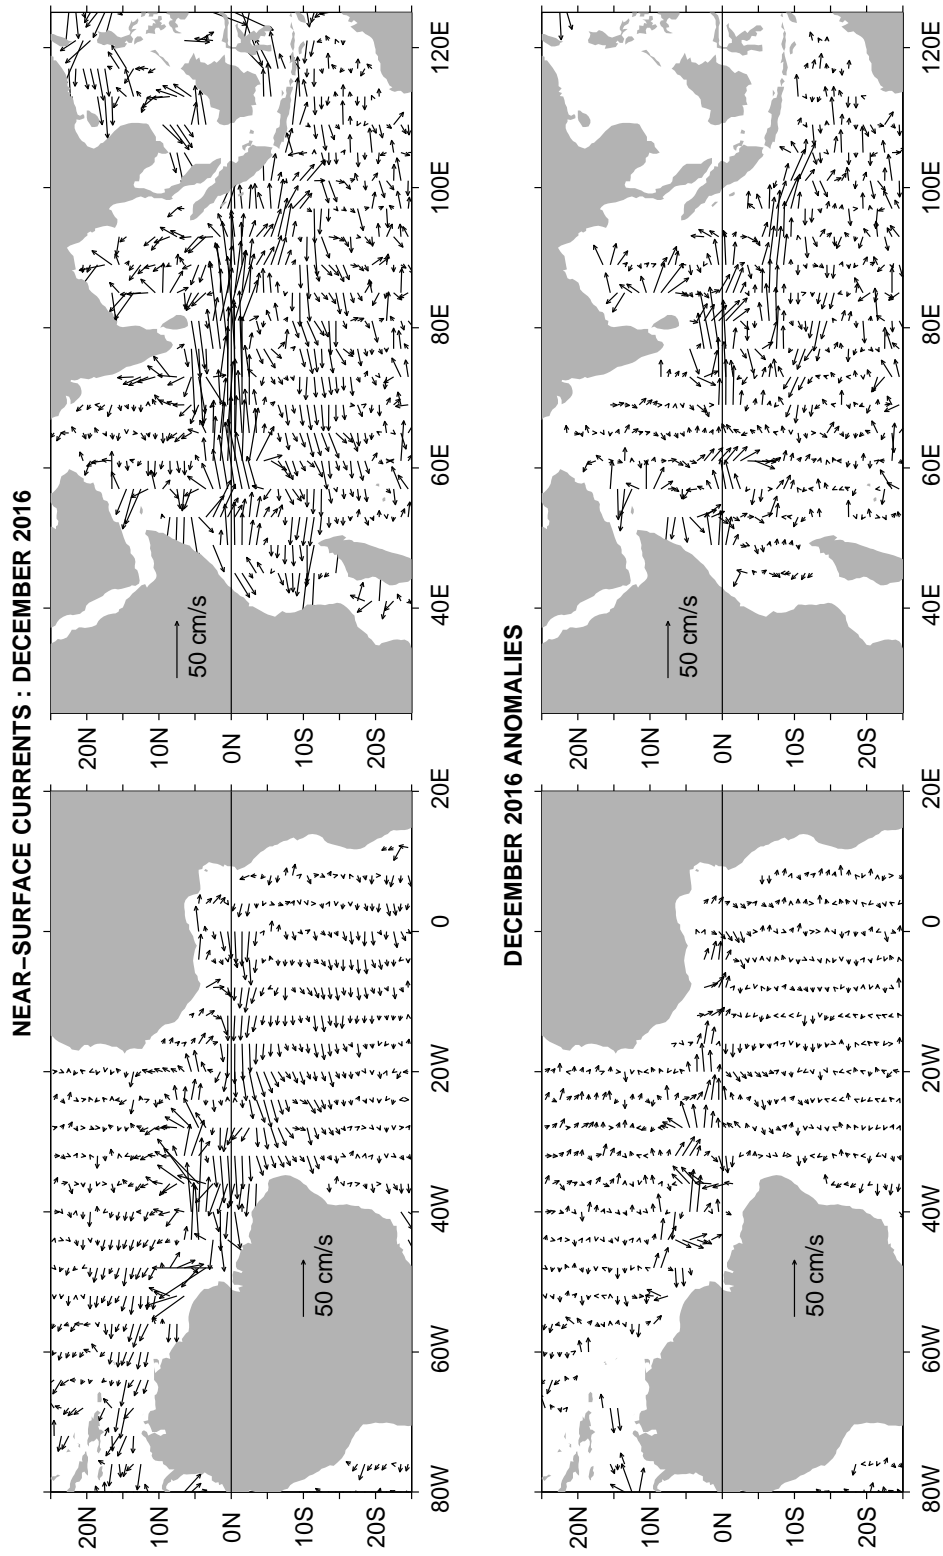 NEAR−SURFACE CURRENTS : DECEMBER 2016
20N
10N
0N
10S
20S
80W
60W
40W
20W
0
20E
50 cm/s
20N
10N
0N
10S
20S
40E
60E
80E
100E
120E
50 cm/s
DECEMBER 2016 ANOMALIES
20N
10N
0N
10S
20S
80W
60W
40W
20W
0
20E
50 cm/s
20N
10N
0N
10S
20S
40E
60E
80E
100E
120E
50 cm/s